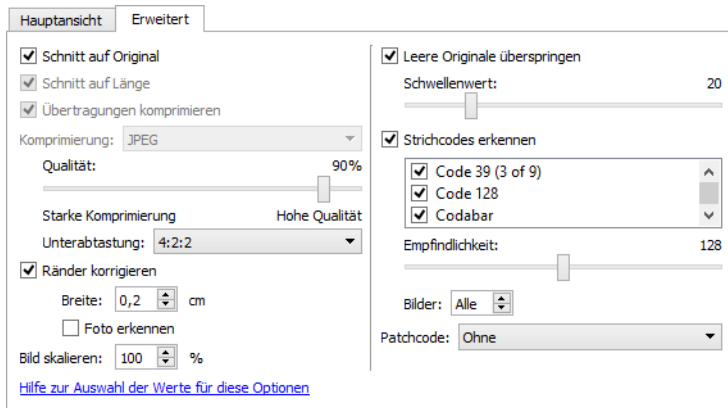 Hauptansicht
Erweitert
Schnitt auf Original
Schnitt auf Länge
Übertragungen komprimieren
Komprimierung: JPEG
Qualität: 90%
Starke Komprimierung Hohe Qualität
Unterabtastung: 4:2:2
Ränder korrigieren
Breite: 0,2 cm
Foto erkennen
Bild skalieren: 100 %
Hilfe zur Auswahl der Werte für diese Optionen
Leere Originale überspringen
Schwellenwert: 20
Strichcodes erkennen
Code 39 (3 of 9)
Code 128
Codabar
Empfindlichkeit: 128
Bilder: Alle
Patchcode: Ohne